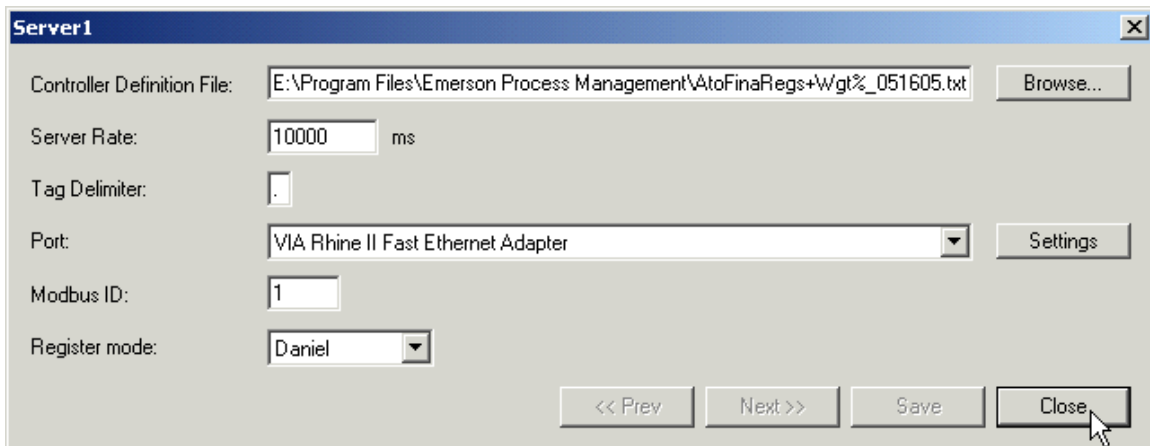 Server1
Controller Definition File: E:\Program Files\Emerson Process Management\AtoFinaRegs+Wgt%_051605.txt Browse...
Server Rate: 10000 ms
Tag Delimiter: .
Port: VIA Rhine II Fast Ethernet Adapter Settings
Modbus ID: 1
Register mode: Daniel
<< Prev Next >> Save Close